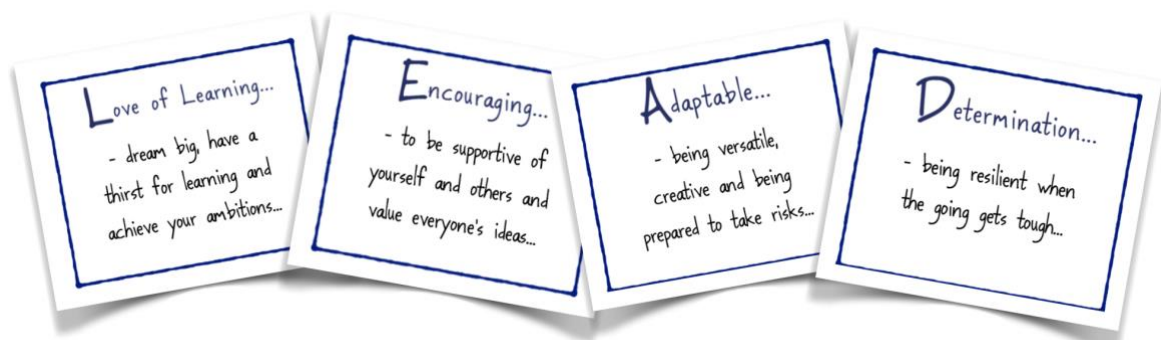 Love of Learning...
- dream big, have a
thirst for learning and
achieve your ambitions...
Encouraging...
- to be supportive of
yourself and others and
value everyone's ideas...
Adaptable...
- being versatile,
creative and being
prepared to take risks...
Determination...
- being resilient when
the going gets tough...